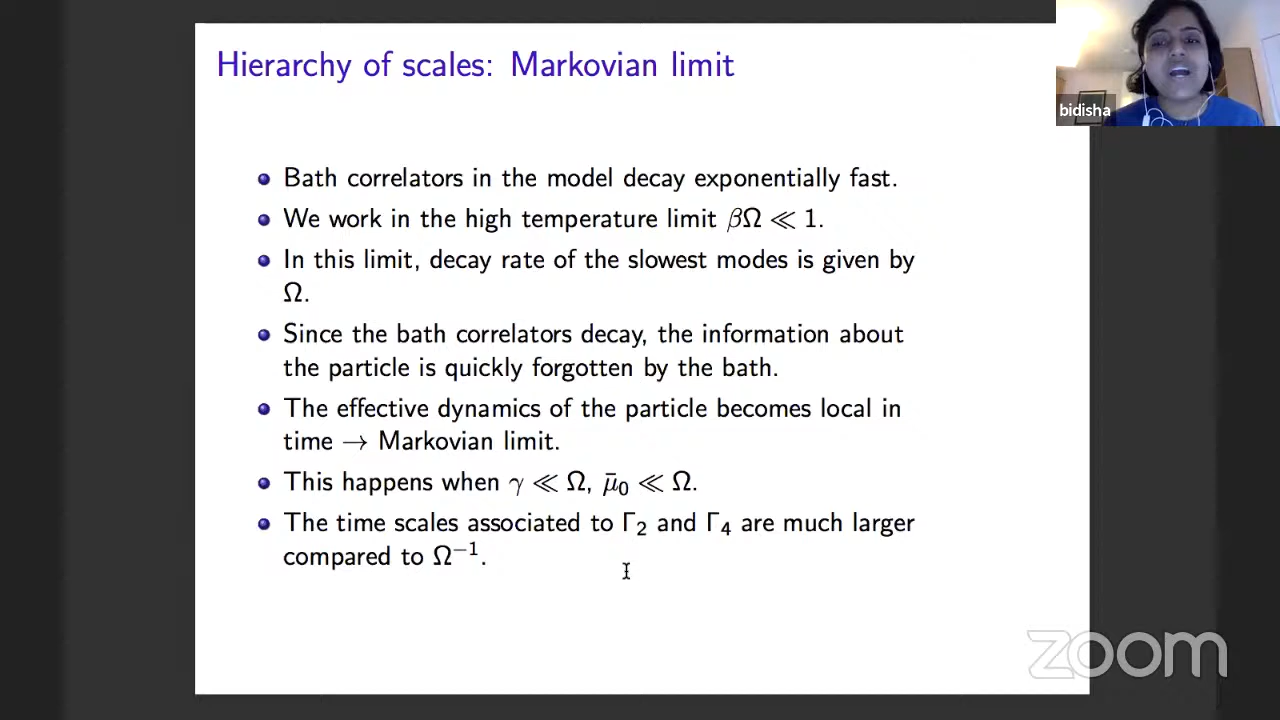 Hierarchy of scales: Markovian limit
bidisha
Bath correlators in the model decay exponentially fast.
We work in the high temperature limit βΩ ≪ 1.
In this limit, decay rate of the slowest modes is given by
Ω.
Since the bath correlators decay, the information about
the particle is quickly forgotten by the bath.
The effective dynamics of the particle becomes local in
time → Markovian limit.
This happens when γ ≪ Ω, μ̄₀ ≪ Ω.
The time scales associated to Γ₂ and Γ₄ are much larger
compared to Ω⁻¹.
zoom